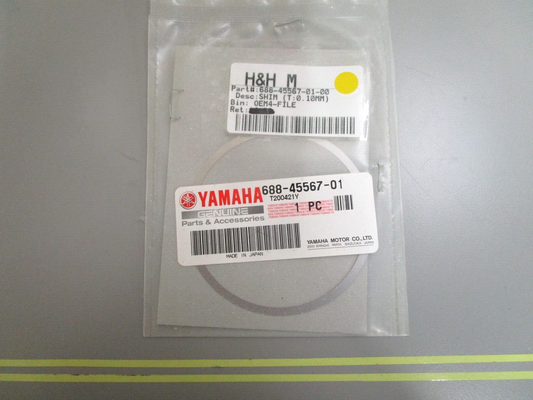 H&H M
Part#:688-45567-01-00
Desc:SHIM (T:0.10MM)
Bin: OEM4-FILE
Ret:
YAMAHA 688-45567-01
GENUINE T200421Y
Parts & Accessories 1 PC
YAMAHA MOTOR CO.,LTD.
MADE IN JAPAN